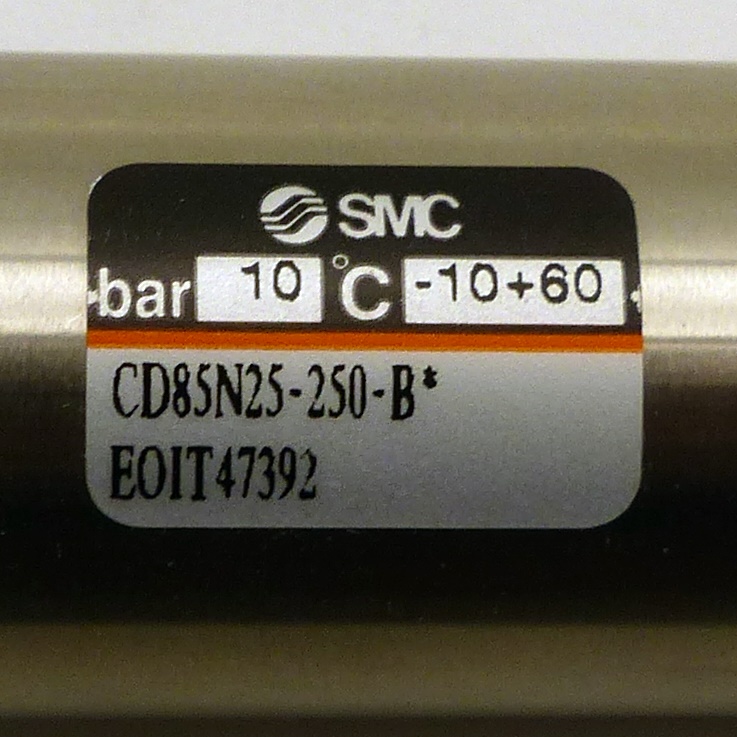 SMC
bar 10 °C -10+60
CD85N25-250-B*
EOIT47392